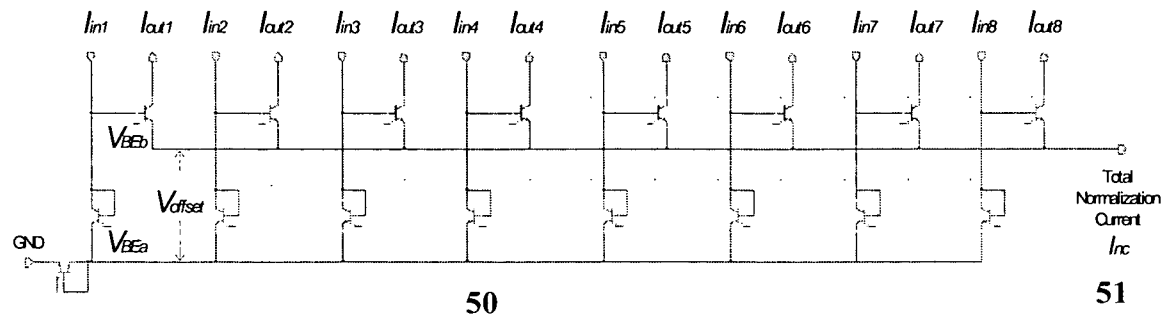 Iin1 Iout1 Iin2 Iout2 Iin3 Iout3 Iin4 Iout4 Iin5 Iout5 Iin6 Iout6 Iin7 Iout7 Iin8 Iout8
VBEb
Voffset
VBEa
GND
Total
Normalization
Current
Inc
50
51